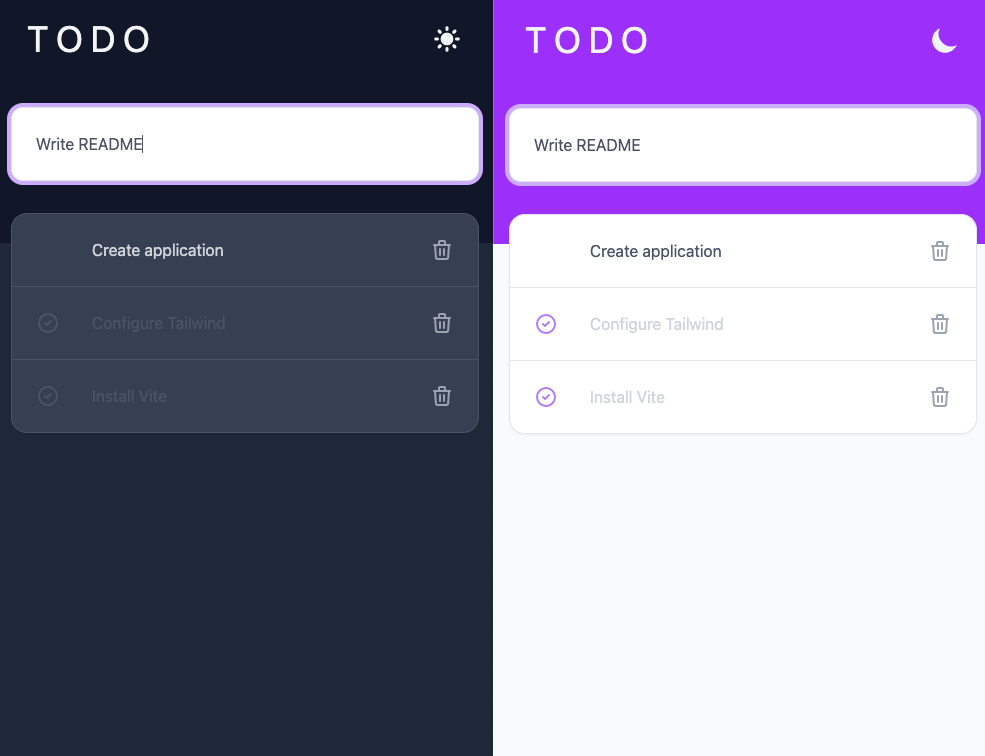 TODO
Write README
Create application
Configure Tailwind
Install Vite
TODO
Write README
Create application
Configure Tailwind
Install Vite